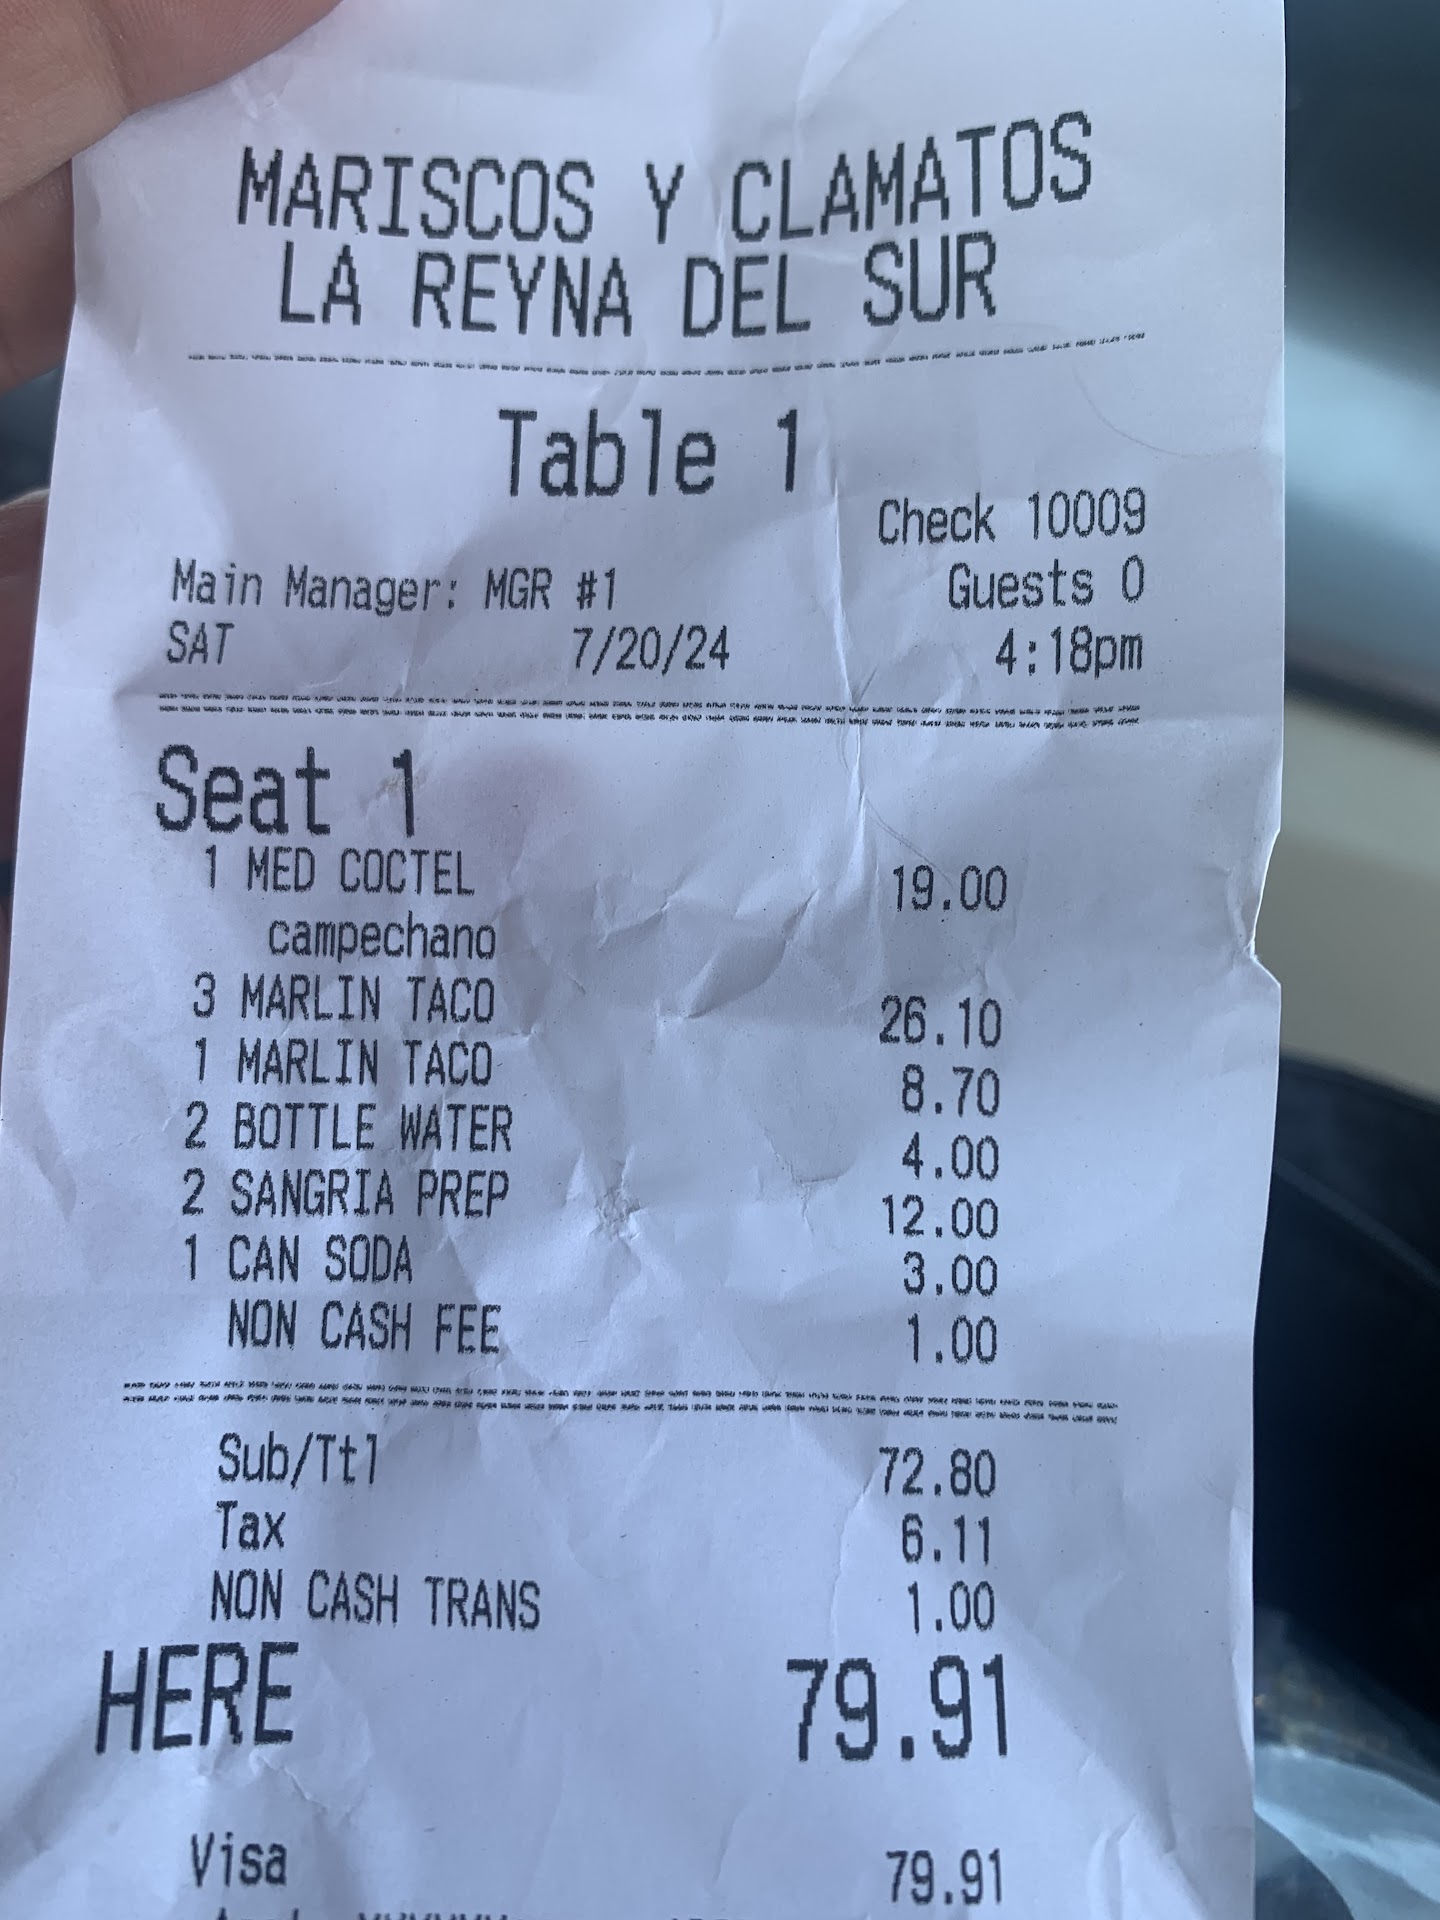 MARISCOS Y CLAMATOS
LA REYNA DEL SUR
Table 1
Check 10009
Main Manager: MGR #1 Guests 0
SAT 7/20/24 4:18pm
Seat 1
1 MED COCTEL 19.00
campechano
3 MARLIN TACO 26.10
1 MARLIN TACO 8.70
2 BOTTLE WATER 4.00
2 SANGRIA PREP 12.00
1 CAN SODA 3.00
NON CASH FEE 1.00
Sub/Ttl 72.80
Tax 6.11
NON CASH TRANS 1.00
HERE 79.91
Visa 79.91